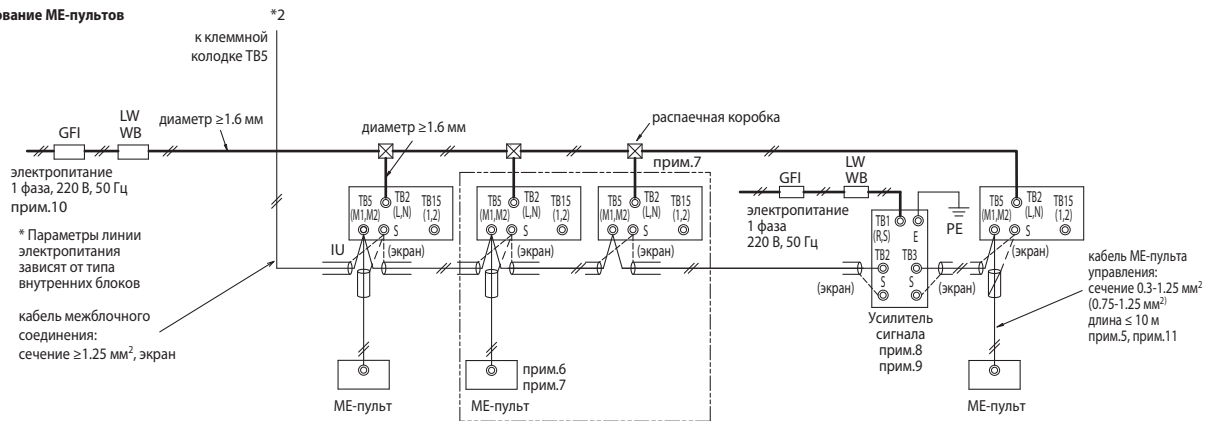 ование МЕ-пультов
*2
к клеммной
колодке TB5
GFI
LW
WB
диаметр ≥1.6 мм
диаметр ≥1.6 мм
распаечная коробка
прим.7
электропитание
1 фаза, 220 В, 50 Гц
прим.10
* Параметры линии
электропитания
зависят от типа
внутренних блоков
кабель межблочного
соединения:
сечение ≥1.25 мм², экран
IU
TB5
(M1,M2)
TB2
(L,N)
TB15
(1,2)
S
(экран)
TB5
(M1,M2)
TB2
(L,N)
TB15
(1,2)
S
(экран)
TB5
(M1,M2)
TB2
(L,N)
TB15
(1,2)
S
(экран)
GFI
LW
WB
электропитание
1 фаза
220 В, 50 Гц
TB1
(R,S)
E
PE
TB2
S
TB3
S
(экран)
(экран)
Усилитель
сигнала
прим.8
прим.9
TB5
(M1,M2)
TB2
(L,N)
TB15
(1,2)
S
(экран)
кабель МЕ-пульта
управления:
сечение 0.3-1.25 мм²
(0.75-1.25 мм²⁾
длина ≤ 10 м
прим.5, прим.11
МЕ-пульт
прим.6
прим.7
МЕ-пульт
МЕ-пульт